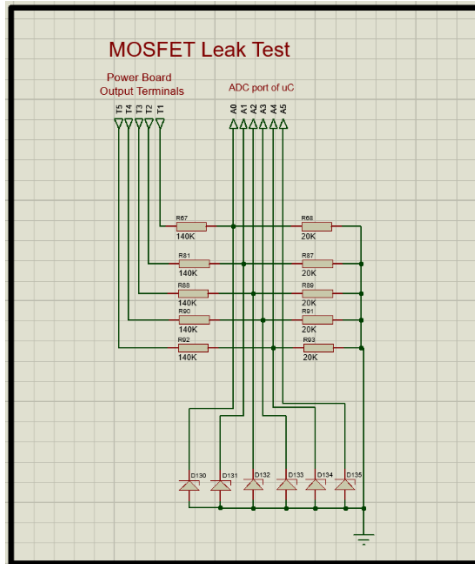 MOSFET Leak Test
Power Board
Output Terminals
ADC port of uC
T5 T4 T3 T2 T1
A0 A1 A2 A3 A4 A5
R67 R68
140K 20K
R81 R87
140K 20K
R88 R89
140K 20K
R90 R91
140K 20K
R92 R93
140K 20K
D130 D131 D132 D133 D134 D135